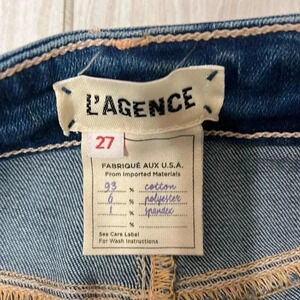 L'AGENCE
27
FABRIQUÉ AUX U.S.A.
From Imported Materials
93 % cotton
6 % polyester
1 % spandex
See Care Label
For Wash Instructions